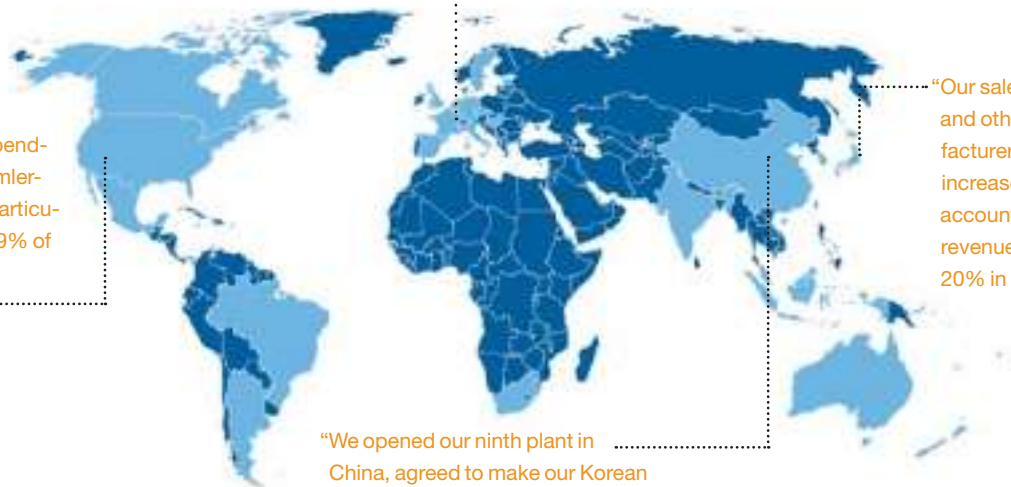 pend-
mler-
articu-
9% of
"Our sale
and oth
facturer
increase
account
revenue
20% in
"We opened our ninth plant in
China, agreed to make our Korean